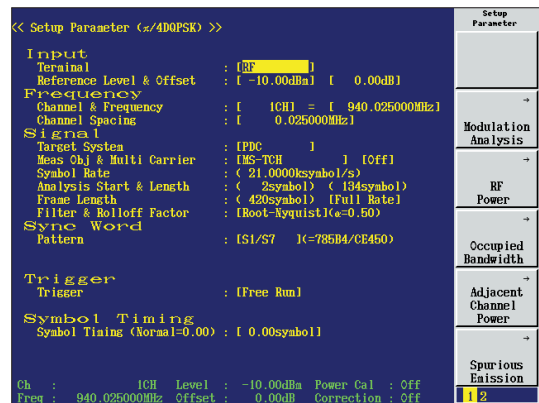 << Setup Parameter (π/4DQPSK) >>
Input
Terminal : [RF ]
Reference Level & Offset : [ -10.00dBm] [ 0.00dB]
Frequency
Channel & Frequency : [ 1CH] = [ 940.025000MHz]
Channel Spacing : [ 0.025000MHz]
Signal
Target System : [PDC ]
Meas Obj & Multi Carrier : [MS-TCH ] [Off]
Symbol Rate : ( 21.0000ksymbol/s)
Analysis Start & Length : ( 2symbol) ( 134symbol)
Frame Length : ( 420symbol) [Full Rate]
Filter & Rolloff Factor : [Root-Nyquist](α=0.50)
Sync Word
Pattern : [S1/S7 ](=785B4/CE450)
Trigger
Trigger : [Free Run]
Symbol Timing
Symbol Timing (Normal=0.00) : [ 0.00symbol]
Ch : 1CH Level : -10.00dBm Power Cal : Off
Freq : 940.025000MHz Offset : 0.00dB Correction : Off
Setup
Parameter
→
Modulation
Analysis
→
RF
Power
→
Occupied
Bandwidth
→
Adjacent
Channel
Power
→
Spurious
Emission
1 2